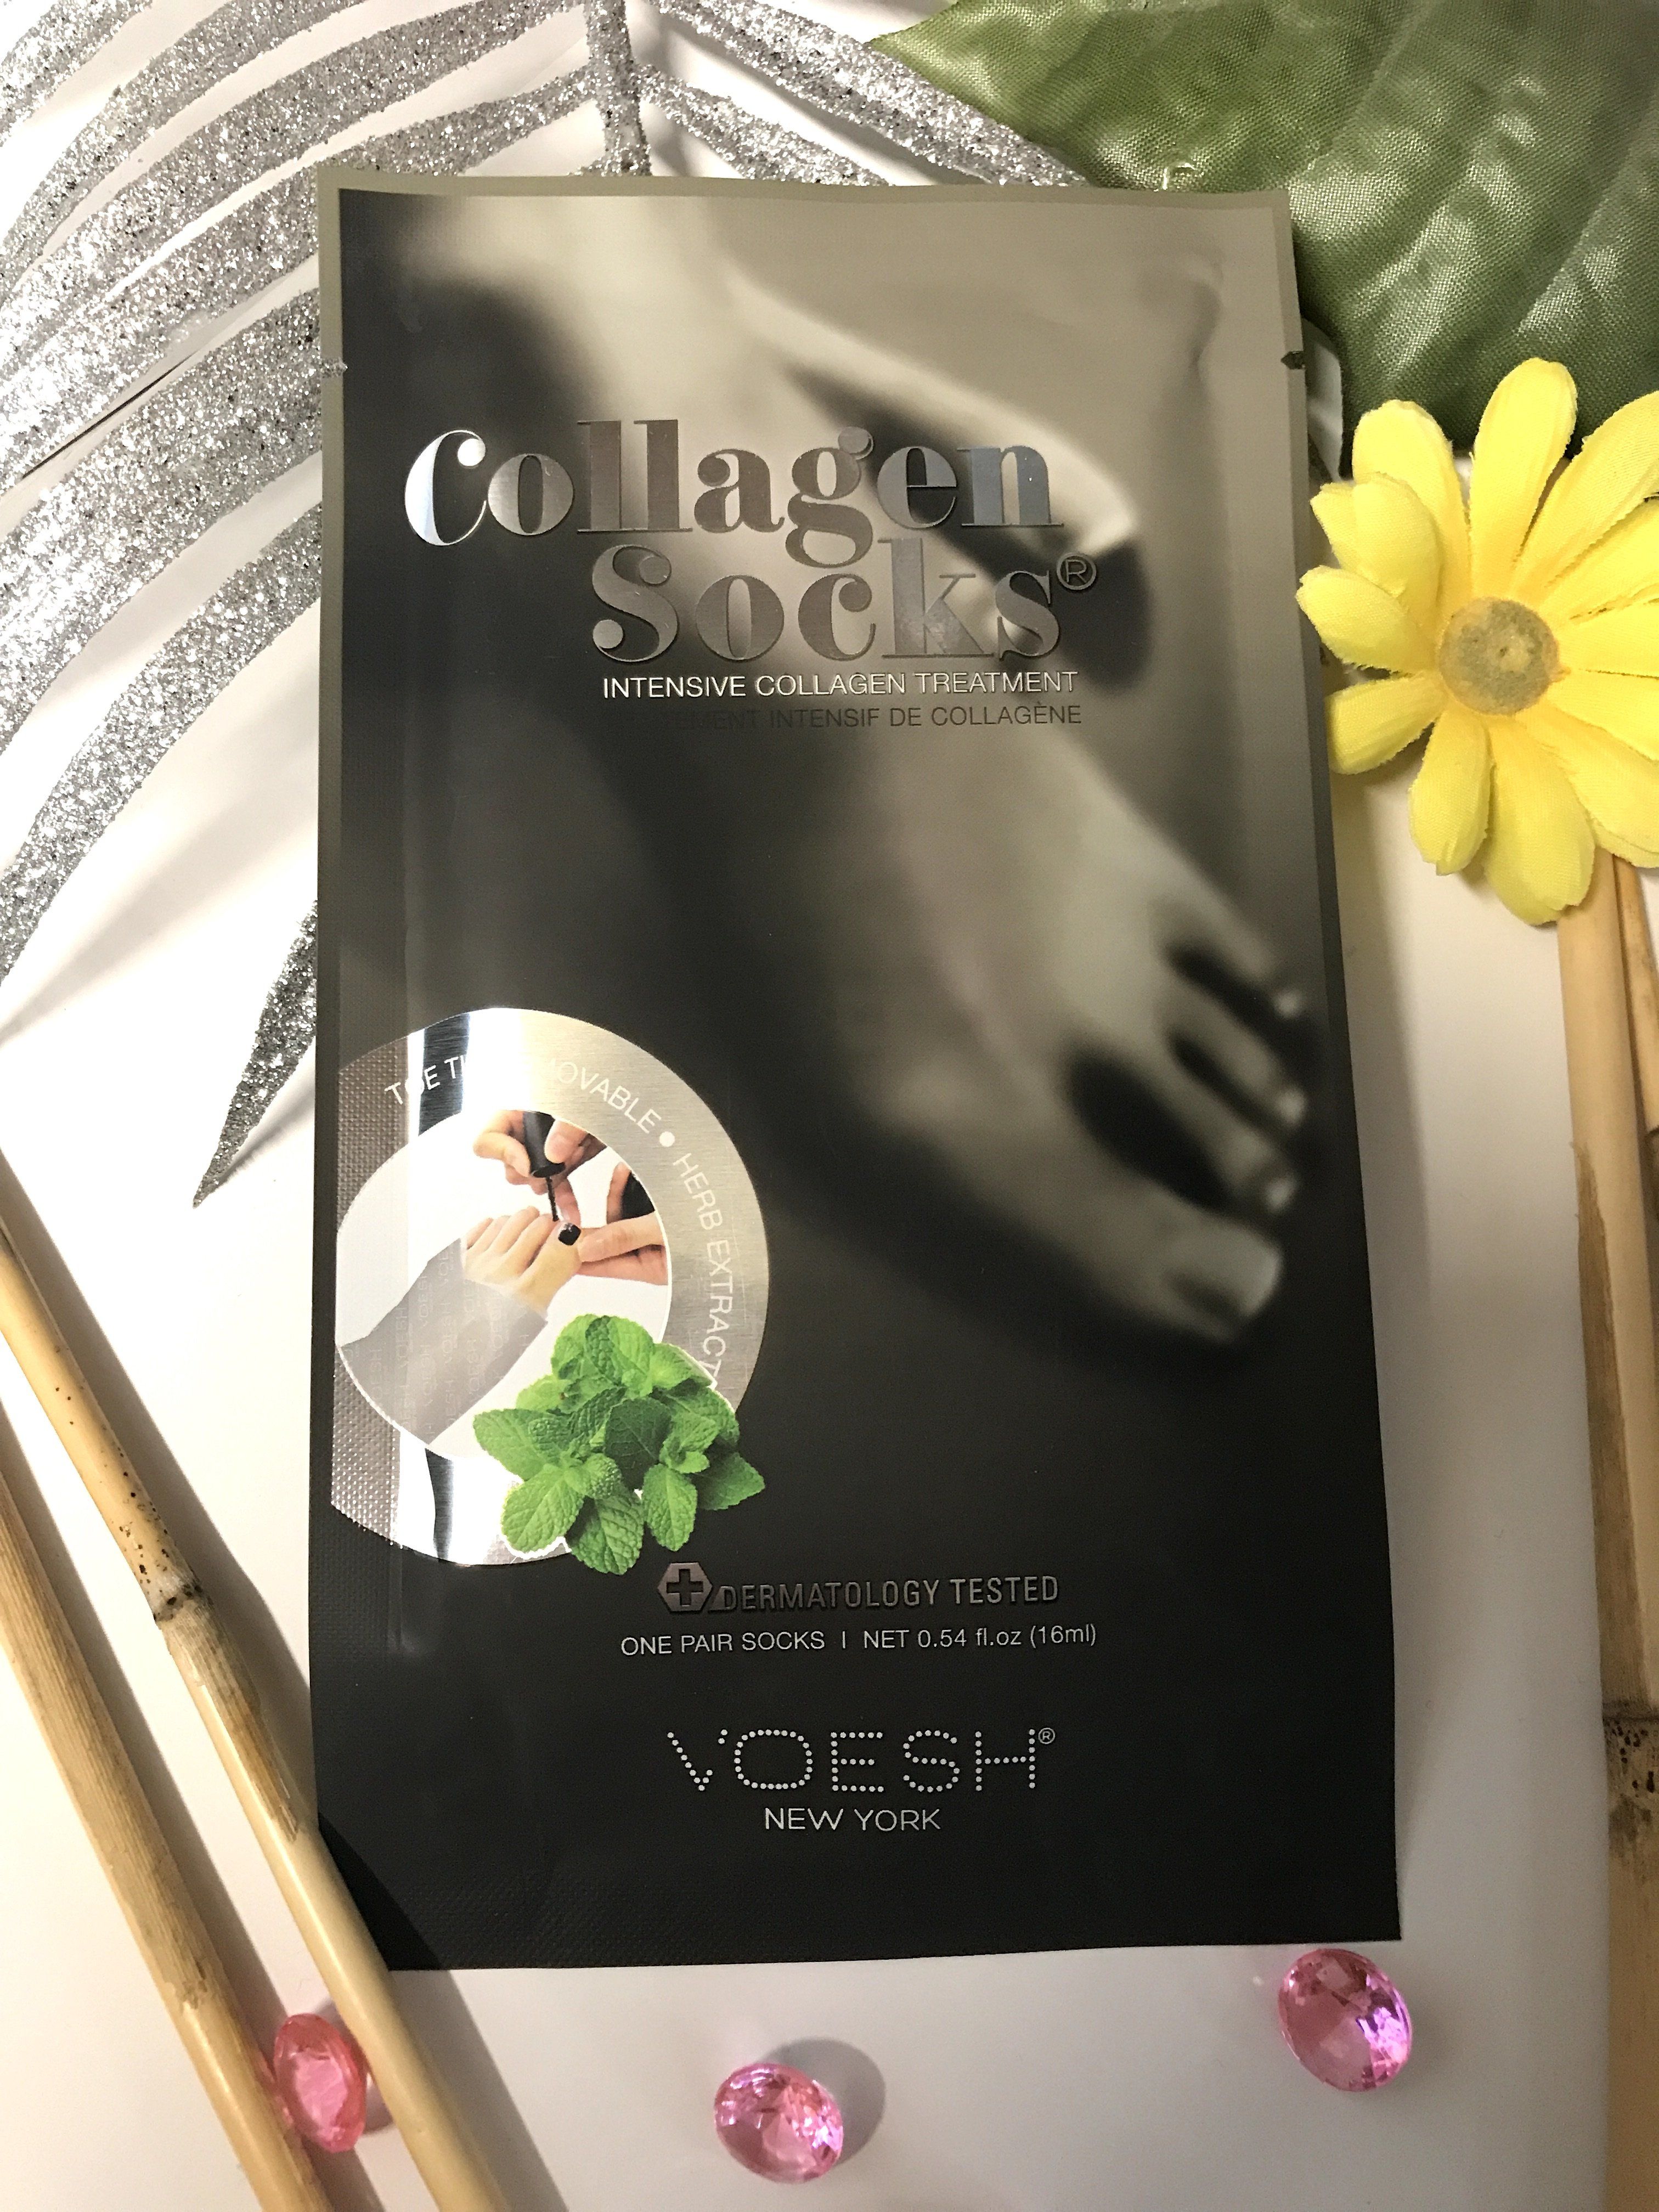 Collagen
Socks®
INTENSIVE COLLAGEN TREATMENT
INTENSIF DE COLLAGÈNE
TOE • HERB EXTRACT
DERMATOLOGY TESTED
ONE PAIR SOCKS | NET 0.54 fl.oz (16ml)
VOESH®
NEW YORK